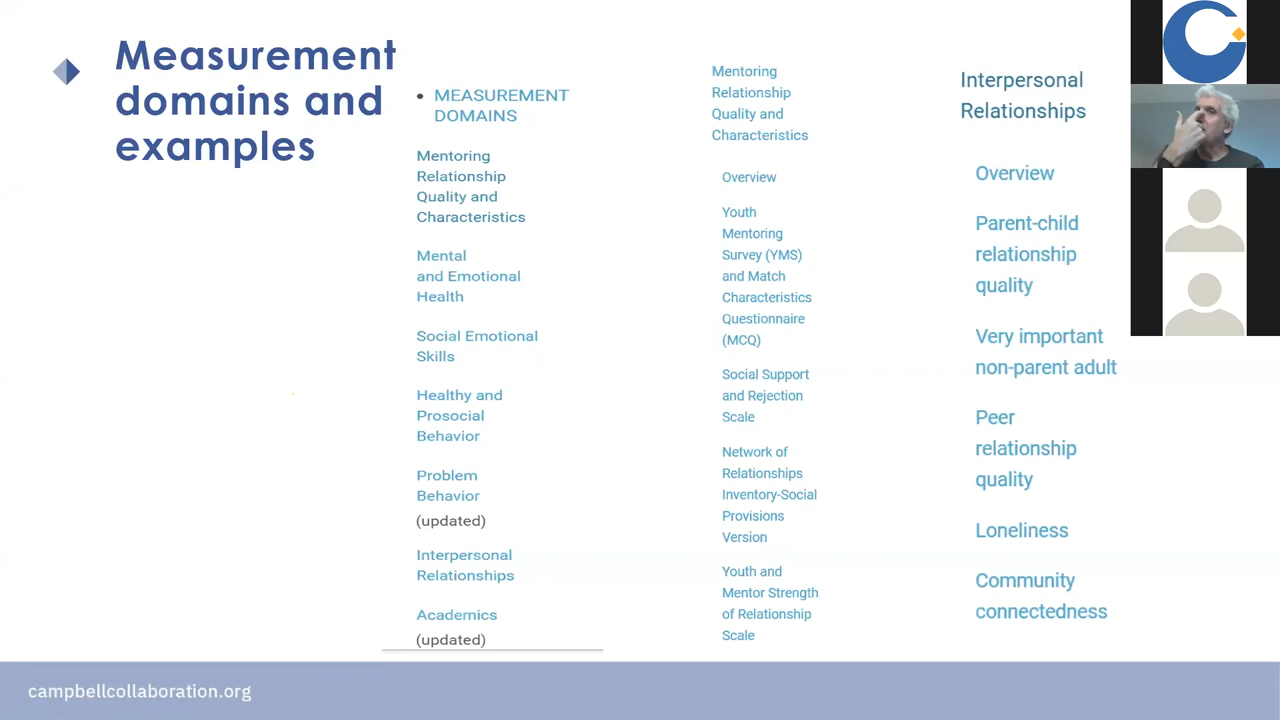 Measurement
domains and
examples
• MEASUREMENT
DOMAINS
Mentoring
Relationship
Quality and
Characteristics
Mental
and Emotional
Health
Social Emotional
Skills
Healthy and
Prosocial
Behavior
Problem
Behavior
(updated)
Interpersonal
Relationships
Academics
(updated)
Mentoring
Relationship
Quality and
Characteristics
Overview
Youth
Mentoring
Survey (YMS)
and Match
Characteristics
Questionnaire
(MCQ)
Social Support
and Rejection
Scale
Network of
Relationships
Inventory-Social
Provisions
Version
Youth and
Mentor Strength
of Relationship
Scale
Interpersonal
Relationships
Overview
Parent-child
relationship
quality
Very important
non-parent adult
Peer
relationship
quality
Loneliness
Community
connectedness
campbellcollaboration.org